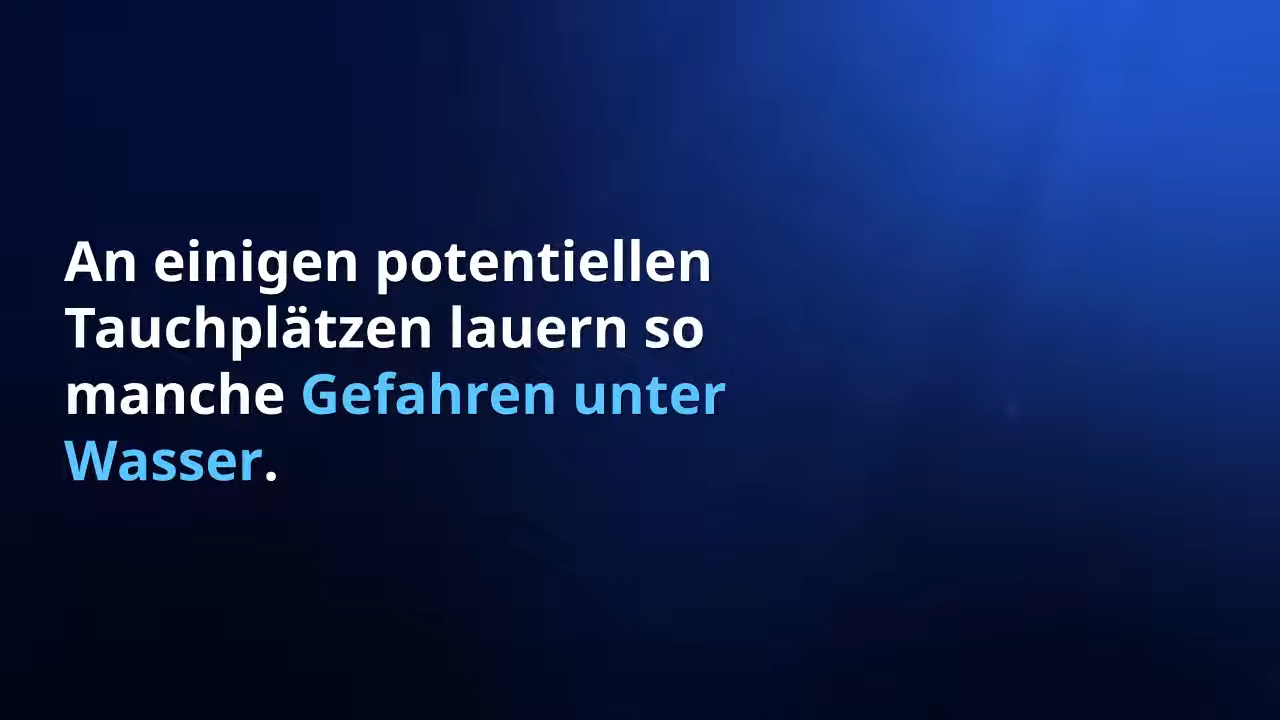 An einigen potentiellen
Tauchplätzen lauern so
manche Gefahren unter
Wasser.